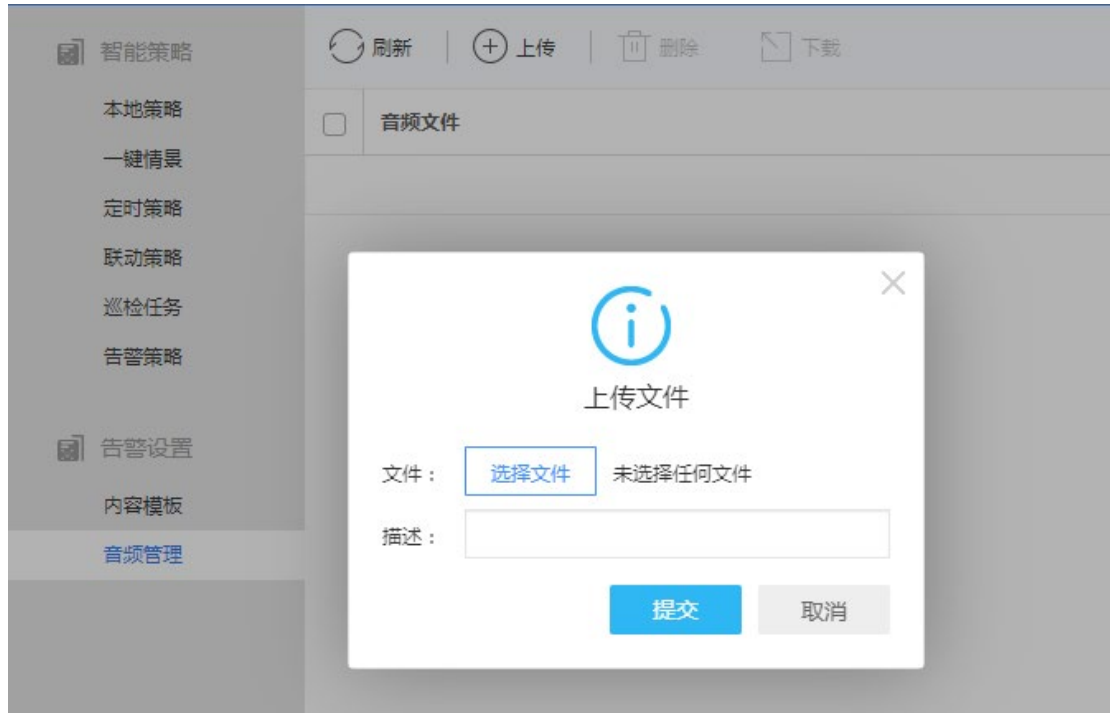 智能策略
本地策略
一键情景
定时策略
联动策略
巡检任务
告警策略
告警设置
内容模板
音频管理
刷新 上传 删除 下载
音频文件
上传文件
文件： 选择文件 未选择任何文件
描述：
提交 取消